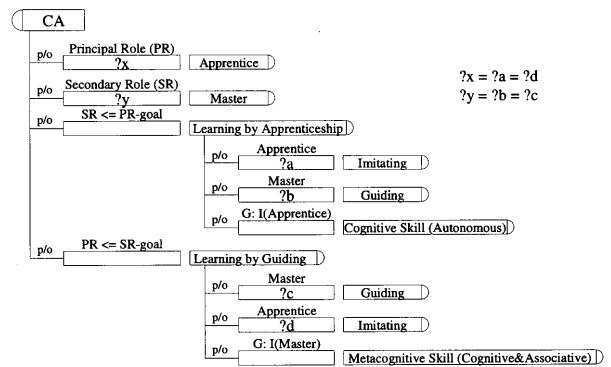 CA
p/o Principal Role (PR)
?x Apprentice
p/o Secondary Role (SR)
?y Master
p/o SR <= PR-goal
Learning by Apprenticeship
p/o Apprentice
?a Imitating
p/o Master
?b Guiding
p/o G: I(Apprentice)
Cognitive Skill (Autonomous)
p/o PR <= SR-goal
Learning by Guiding
p/o Master
?c Guiding
p/o Apprentice
?d Imitating
p/o G: I(Master)
Metacognitive Skill (Cognitive&Associative)
?x = ?a = ?d
?y = ?b = ?c